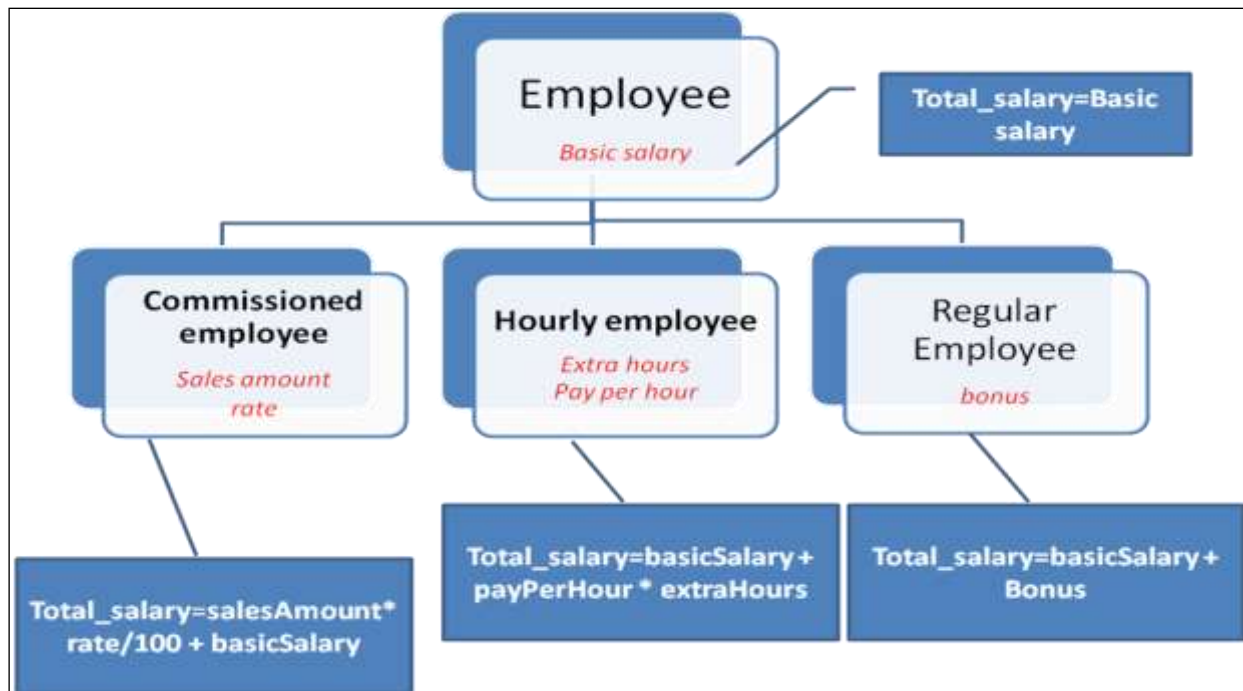 Employee
Basic salary
Total_salary=Basic
salary
Commissioned
employee
Sales amount
rate
Hourly employee
Extra hours
Pay per hour
Regular
Employee
bonus
Total_salary=salesAmount*
rate/100 + basicSalary
Total_salary=basicSalary+
payPerHour * extraHours
Total_salary=basicSalary+
Bonus